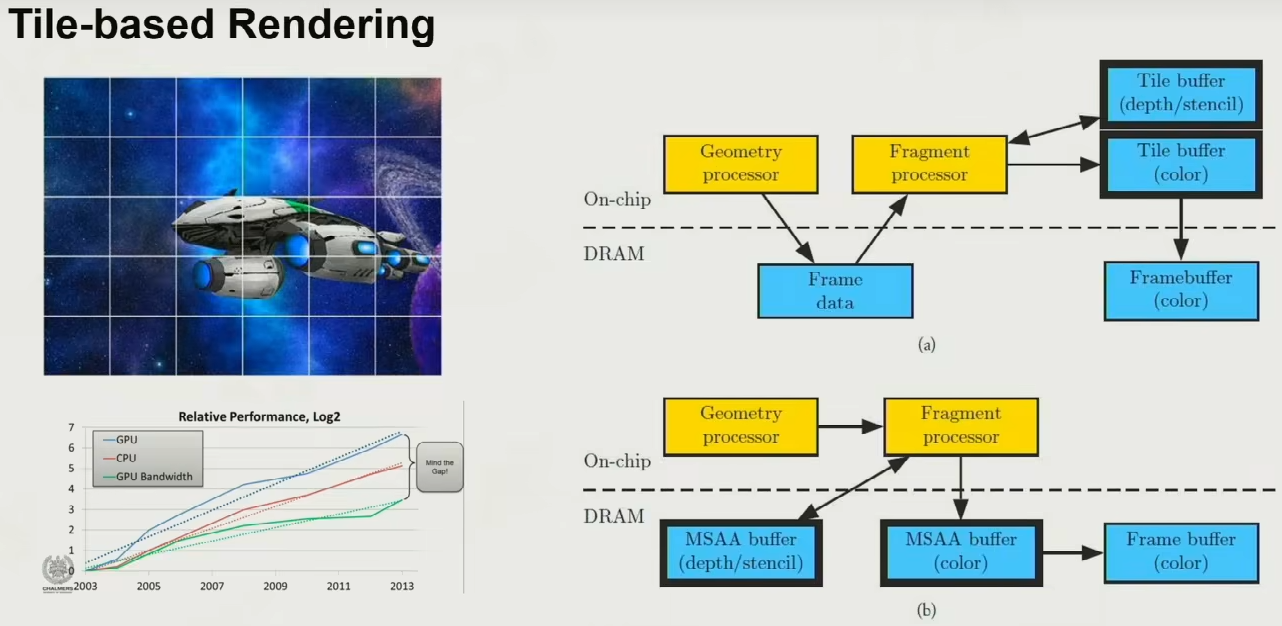 Tile-based Rendering
Relative Performance, Log2
7
6
5
4
3
2
1
0
GPU
CPU
GPU Bandwidth
Mind the
Gap!
2003
2005
2007
2009
2011
2013
CHALMERS
Geometry
processor
Fragment
processor
Tile buffer
(depth/stencil)
Tile buffer
(color)
On-chip
DRAM
Frame
data
Framebuffer
(color)
(a)
Geometry
processor
Fragment
processor
On-chip
DRAM
MSAA buffer
(depth/stencil)
MSAA buffer
(color)
Frame buffer
(color)
(b)